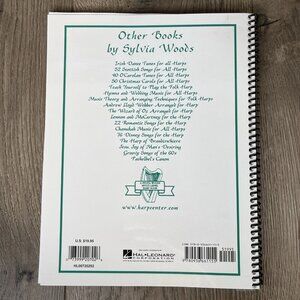 Other Books
by Sylvia Woods
Irish Dance Tunes for all Harps
52 Scottish Songs for All Harps
40 O'Carolan Tunes for All Harps
50 Christmas Carols for All Harps
Teach Yourself to Play the Folk Harp
Hymns and Wedding Music for All Harps
Music Theory and Arranging Techniques for Folk Harps
Andrew Lloyd Webber Arranged for Harp
The Wizard of Oz Arranged for Harp
Lennon and McCartney for the Harp
22 Romantic Songs for the Harp
Chanukah Music for All Harps
76 Disney Songs for the Harp
The Harp of Brandiswhiere
Jesu, Joy of Man's Desiring
Groovy Songs of the 60s
Pachelbel's Canon
www.harpcenter.com
U.S. $19.95
HL00720292
HAL•LEONARD®
CORPORATION